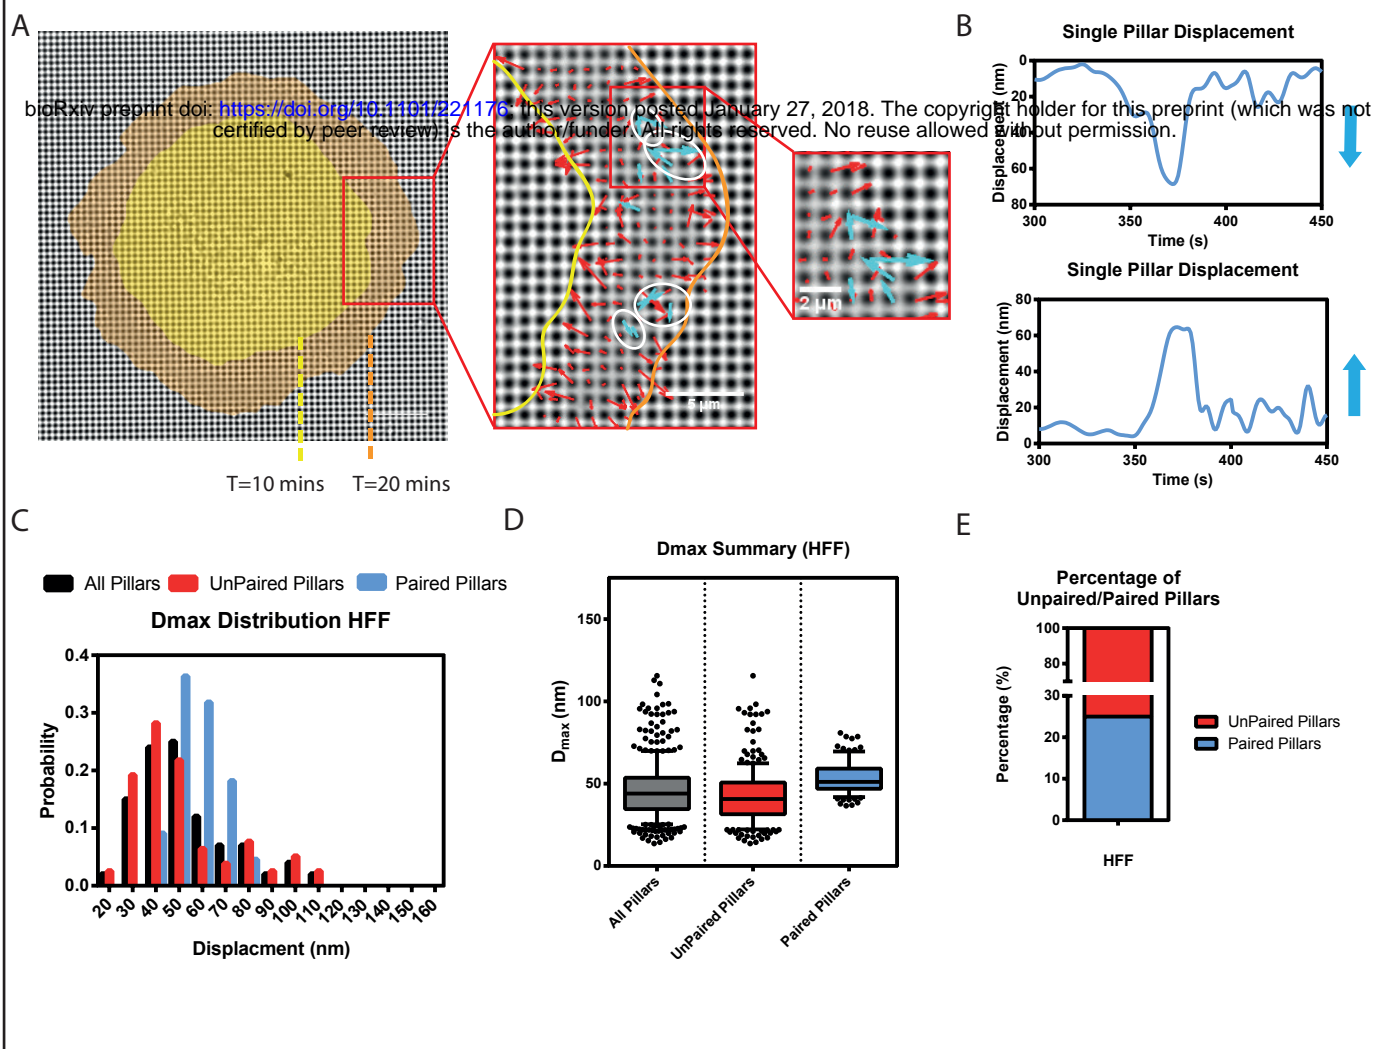 A
B
Single Pillar Displacement
bioRxiv preprint doi: https://doi.org/10.1101/221176; this version posted January 27, 2018. The copyright holder for this preprint (which was not
certified by peer review) is the author/funder. All rights reserved. No reuse allowed without permission.
Displacement (nm)
0
20
40
60
80
300
350
400
450
Time (s)
2 µm
5 µm
Single Pillar Displacement
Displacement (nm)
80
60
40
20
0
300
350
400
450
Time (s)
T=10 mins
T=20 mins
C
All Pillars
UnPaired Pillars
Paired Pillars
Dmax Distribution HFF
Probability
0.4
0.3
0.2
0.1
0.0
20
30
40
50
60
70
80
90
100
110
120
130
140
150
160
Displacment (nm)
D
Dmax Summary (HFF)
Dmax (nm)
150
100
50
0
All Pillars
UnPaired Pillars
Paired Pillars
E
Percentage of
Unpaired/Paired Pillars
Percentage (%)
100
80
30
20
10
0
HFF
UnPaired Pillars
Paired Pillars